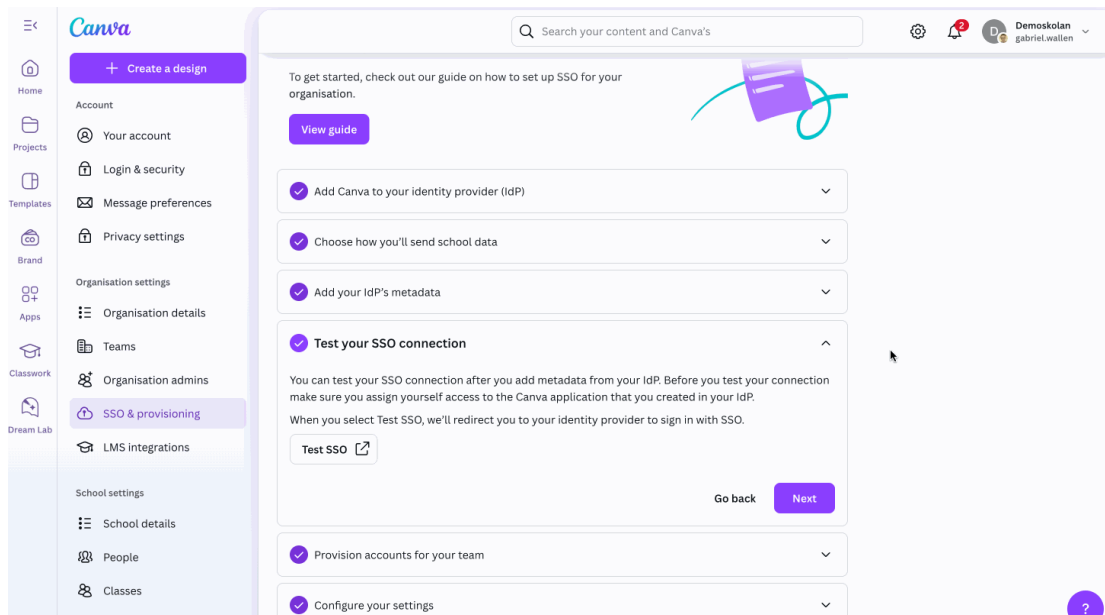 Canva
Search your content and Canva's
2
D
Demoskolan
gabriel.wallen
Home
Projects
Templates
Brand
Apps
Classwork
Dream Lab
Create a design
Account
Your account
Login & security
Message preferences
Privacy settings
Organisation settings
Organisation details
Teams
Organisation admins
SSO & provisioning
LMS integrations
School settings
School details
People
Classes
To get started, check out our guide on how to set up SSO for your
organisation.
View guide
Add Canva to your identity provider (IdP)
Choose how you'll send school data
Add your IdP's metadata
Test your SSO connection
You can test your SSO connection after you add metadata from your IdP. Before you test your connection
make sure you assign yourself access to the Canva application that you created in your IdP.
When you select Test SSO, we'll redirect you to your identity provider to sign in with SSO.
Test SSO
Go back
Next
Provision accounts for your team
Configure your settings
?